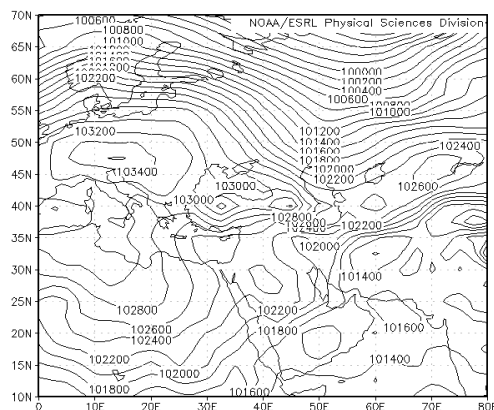 70N
NOAA/ESRL Physical Sciences Division
100600
100800
101000
65N
60N
102200
100000
100200
100400
100600
55N
101000
103200
101200
101400
101600
101800
102000
102200
102400
50N
103400
45N
103000
102600
103000
40N
102800
102200
35N
102000
101400
30N
102800
102200
25N
102600
102400
101800
101600
20N
102200
102000
101400
15N
101800
101600
10N
0
10E
20E
30E
40E
50E
60E
70E
80E